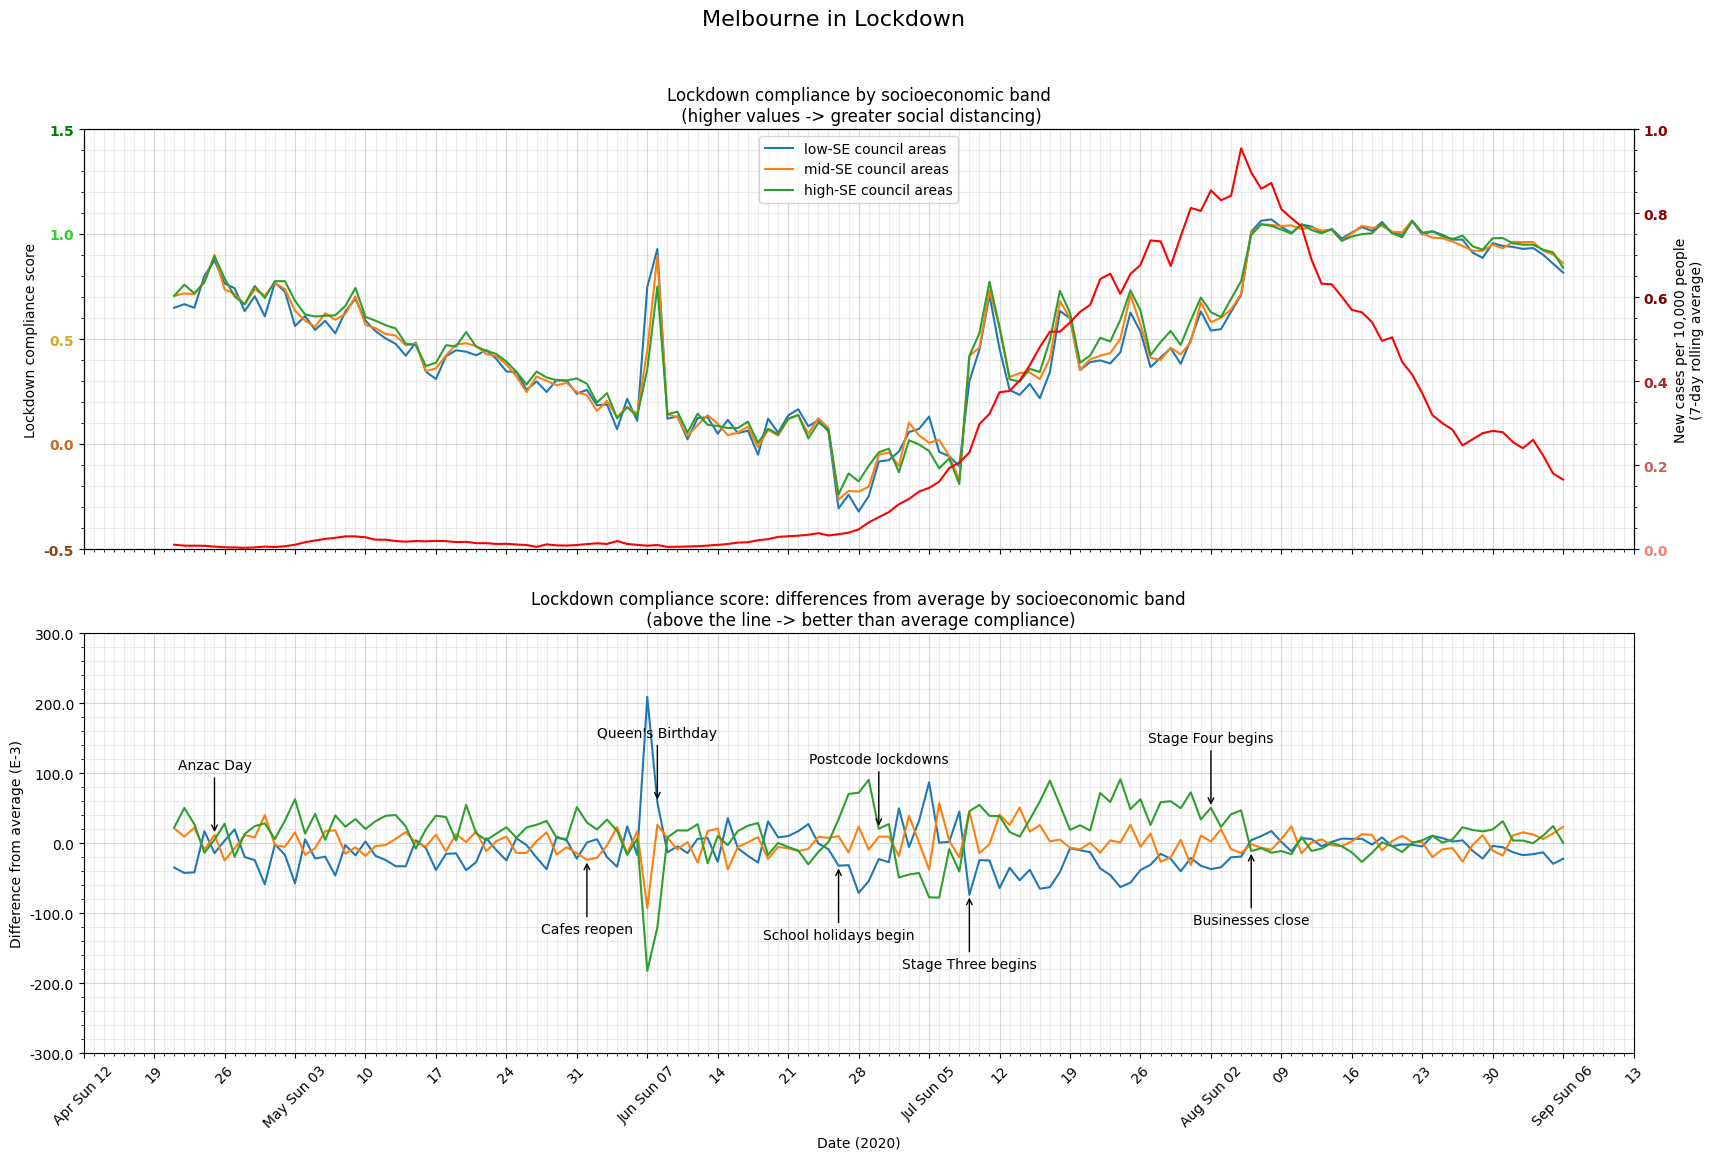 Melbourne in Lockdown
Lockdown compliance by socioeconomic band
(higher values -> greater social distancing)
low-SE council areas
mid-SE council areas
high-SE council areas
1.5
1.0
0.5
0.0
-0.5
Lockdown compliance score
1.0
0.8
0.6
0.4
0.2
0.0
New cases per 10,000 people
(7-day rolling average)
Lockdown compliance score: differences from average by socioeconomic band
(above the line -> better than average compliance)
300.0
200.0
100.0
0.0
-100.0
-200.0
-300.0
Difference from average (E-3)
Anzac Day
Queen's Birthday
Postcode lockdowns
Stage Four begins
Cafes reopen
School holidays begin
Stage Three begins
Businesses close
Apr Sun 12
19
26
May Sun 03
10
17
24
31
Jun Sun 07
14
21
28
Jul Sun 05
12
19
26
Aug Sun 02
09
16
23
30
Sep Sun 06
13
Date (2020)